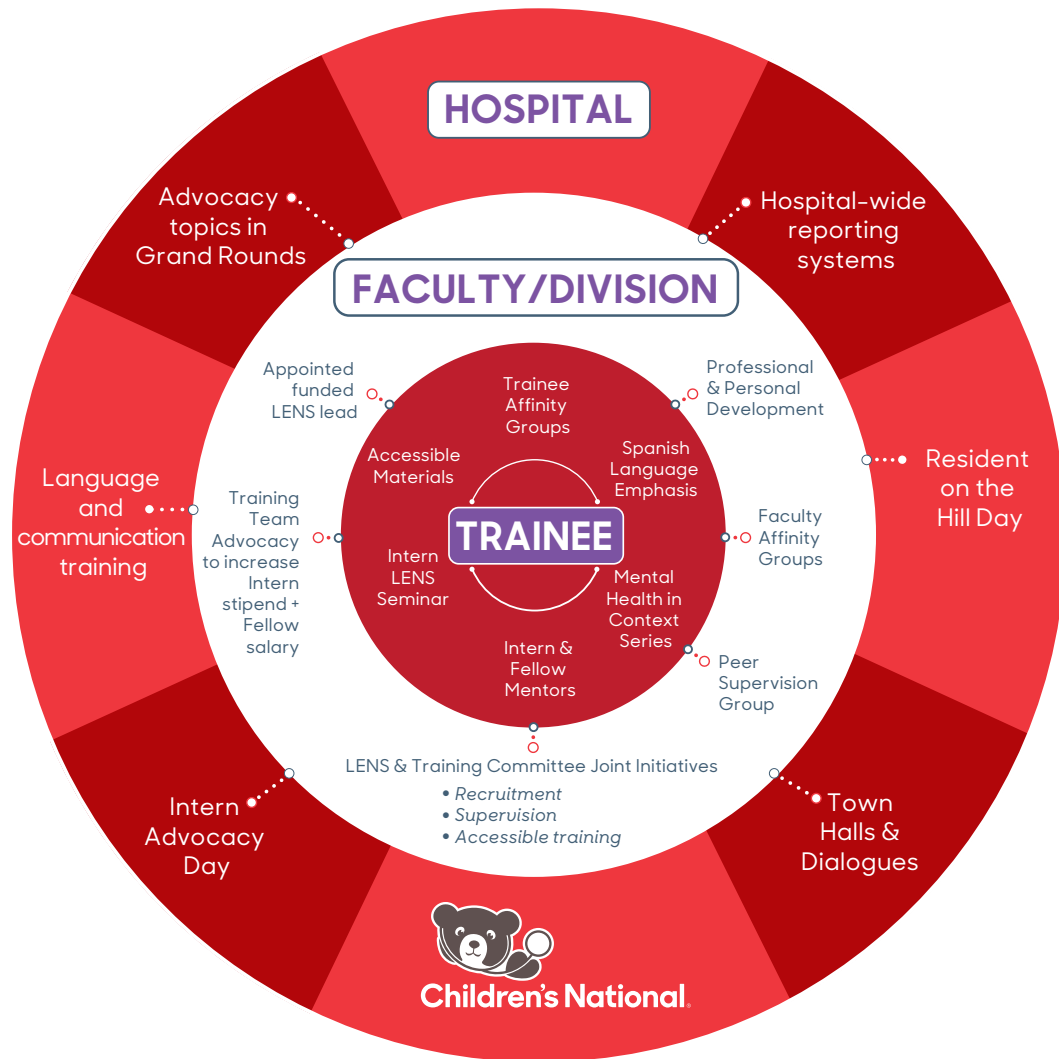 HOSPITAL
Advocacy
topics in
Grand Rounds
Hospital-wide
reporting
systems
Resident
on the
Hill Day
Town
Halls &
Dialogues
Intern
Advocacy
Day
Language
and
communication
training
FACULTY/DIVISION
Appointed
funded
LENS lead
Professional
& Personal
Development
Faculty
Affinity
Groups
Peer
Supervision
Group
LENS & Training Committee Joint Initiatives
• Recruitment
• Supervision
• Accessible training
Training
Team
Advocacy
to increase
Intern
stipend +
Fellow
salary
Trainee
Affinity
Groups
Spanish
Language
Emphasis
Mental
Health in
Context
Series
Intern &
Fellow
Mentors
Intern
LENS
Seminar
Accessible
Materials
TRAINEE
Children's National